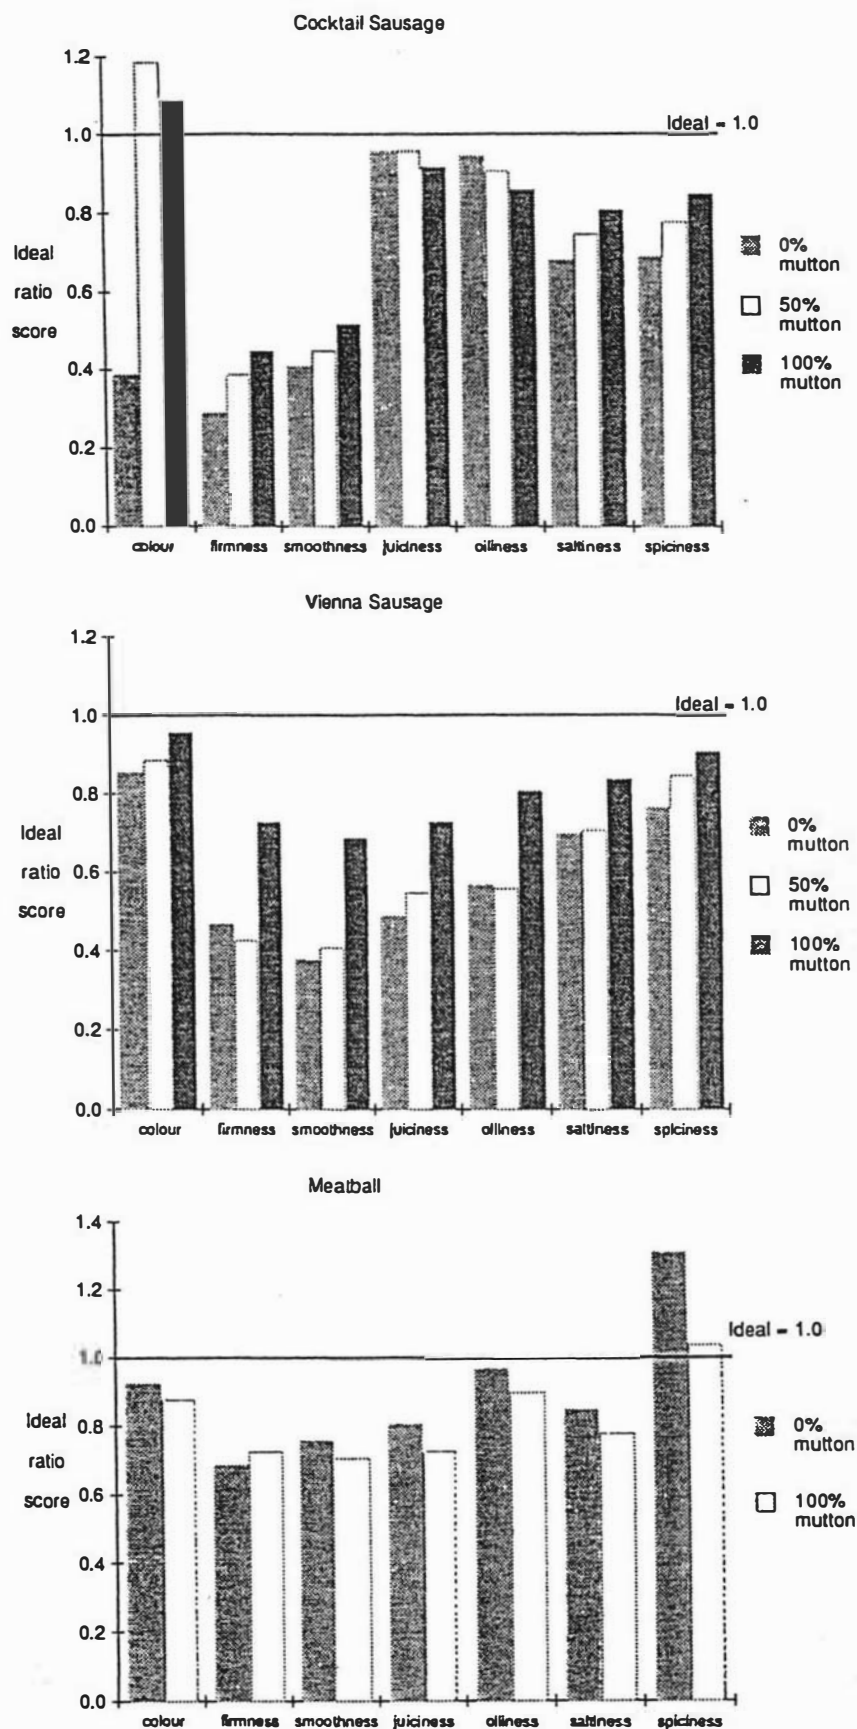 Cocktail Sausage
1.2
1.0
0.8
0.6
0.4
0.2
0.0
Ideal
ratio
score
Ideal = 1.0
0%
mutton
50%
mutton
100%
mutton
colour firmness smoothness juiciness oiliness saltiness spiciness
Vienna Sausage
1.2
1.0
0.8
0.6
0.4
0.2
0.0
Ideal
ratio
score
Ideal = 1.0
0%
mutton
50%
mutton
100%
mutton
colour firmness smoothness juiciness oiliness saltiness spiciness
Meatball
1.4
1.2
1.0
0.8
0.6
0.4
0.2
0.0
Ideal
ratio
score
Ideal = 1.0
0%
mutton
100%
mutton
colour firmness smoothness juiciness oiliness saltiness spiciness